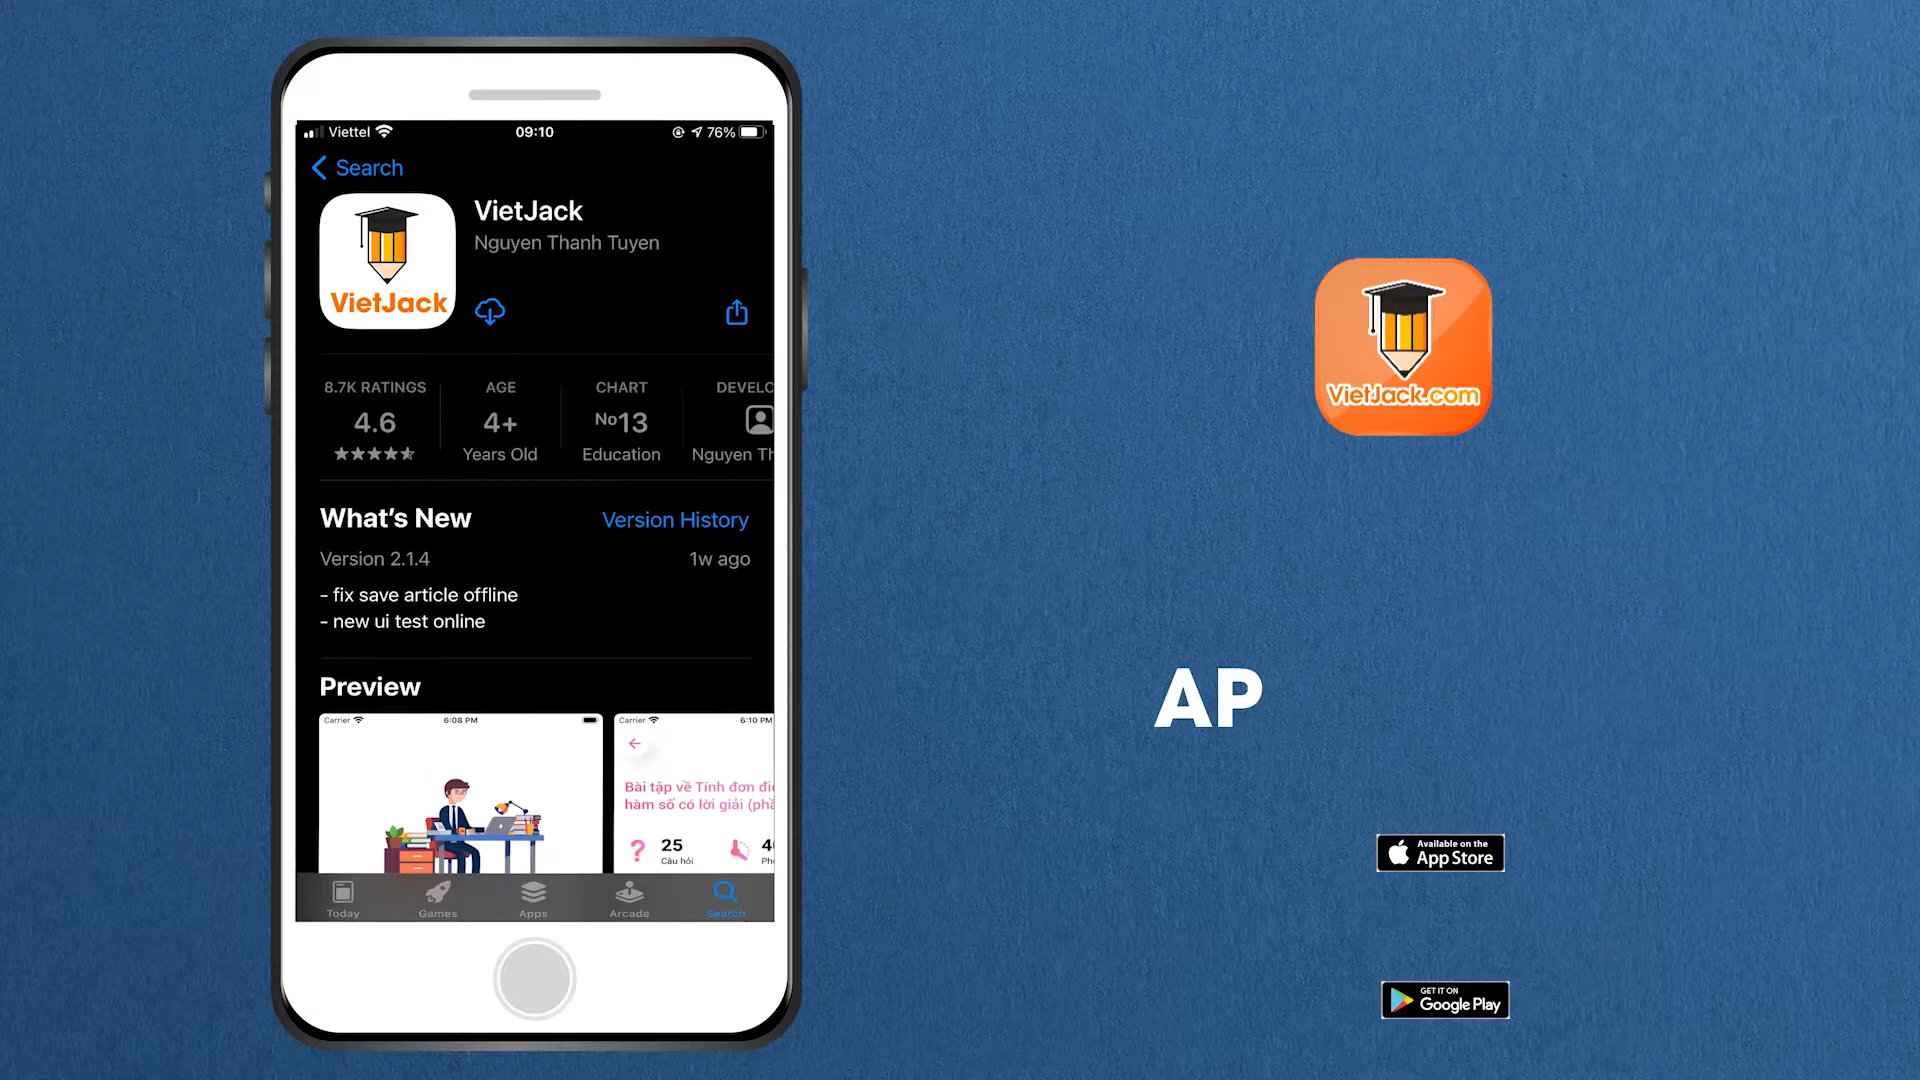 Viettel
09:10
76%
Search
VietJack
VietJack
Nguyen Thanh Tuyen
8.7K RATINGS
4.6
AGE
4+
Years Old
CHART
No13
Education
DEVELC
Nguyen Th
What's New
Version History
Version 2.1.4
1w ago
- fix save article offline
- new ui test online
Preview
Carrier
6:08 PM
Carrier
6:10 PM
Bài tập về Tính đơn điệ
hàm số có lời giải (phầ
25
Câu hỏi
Today
Games
Apps
Arcade
Search
VietJack.com
AP
Available on the
App Store
GET IT ON
Google Play